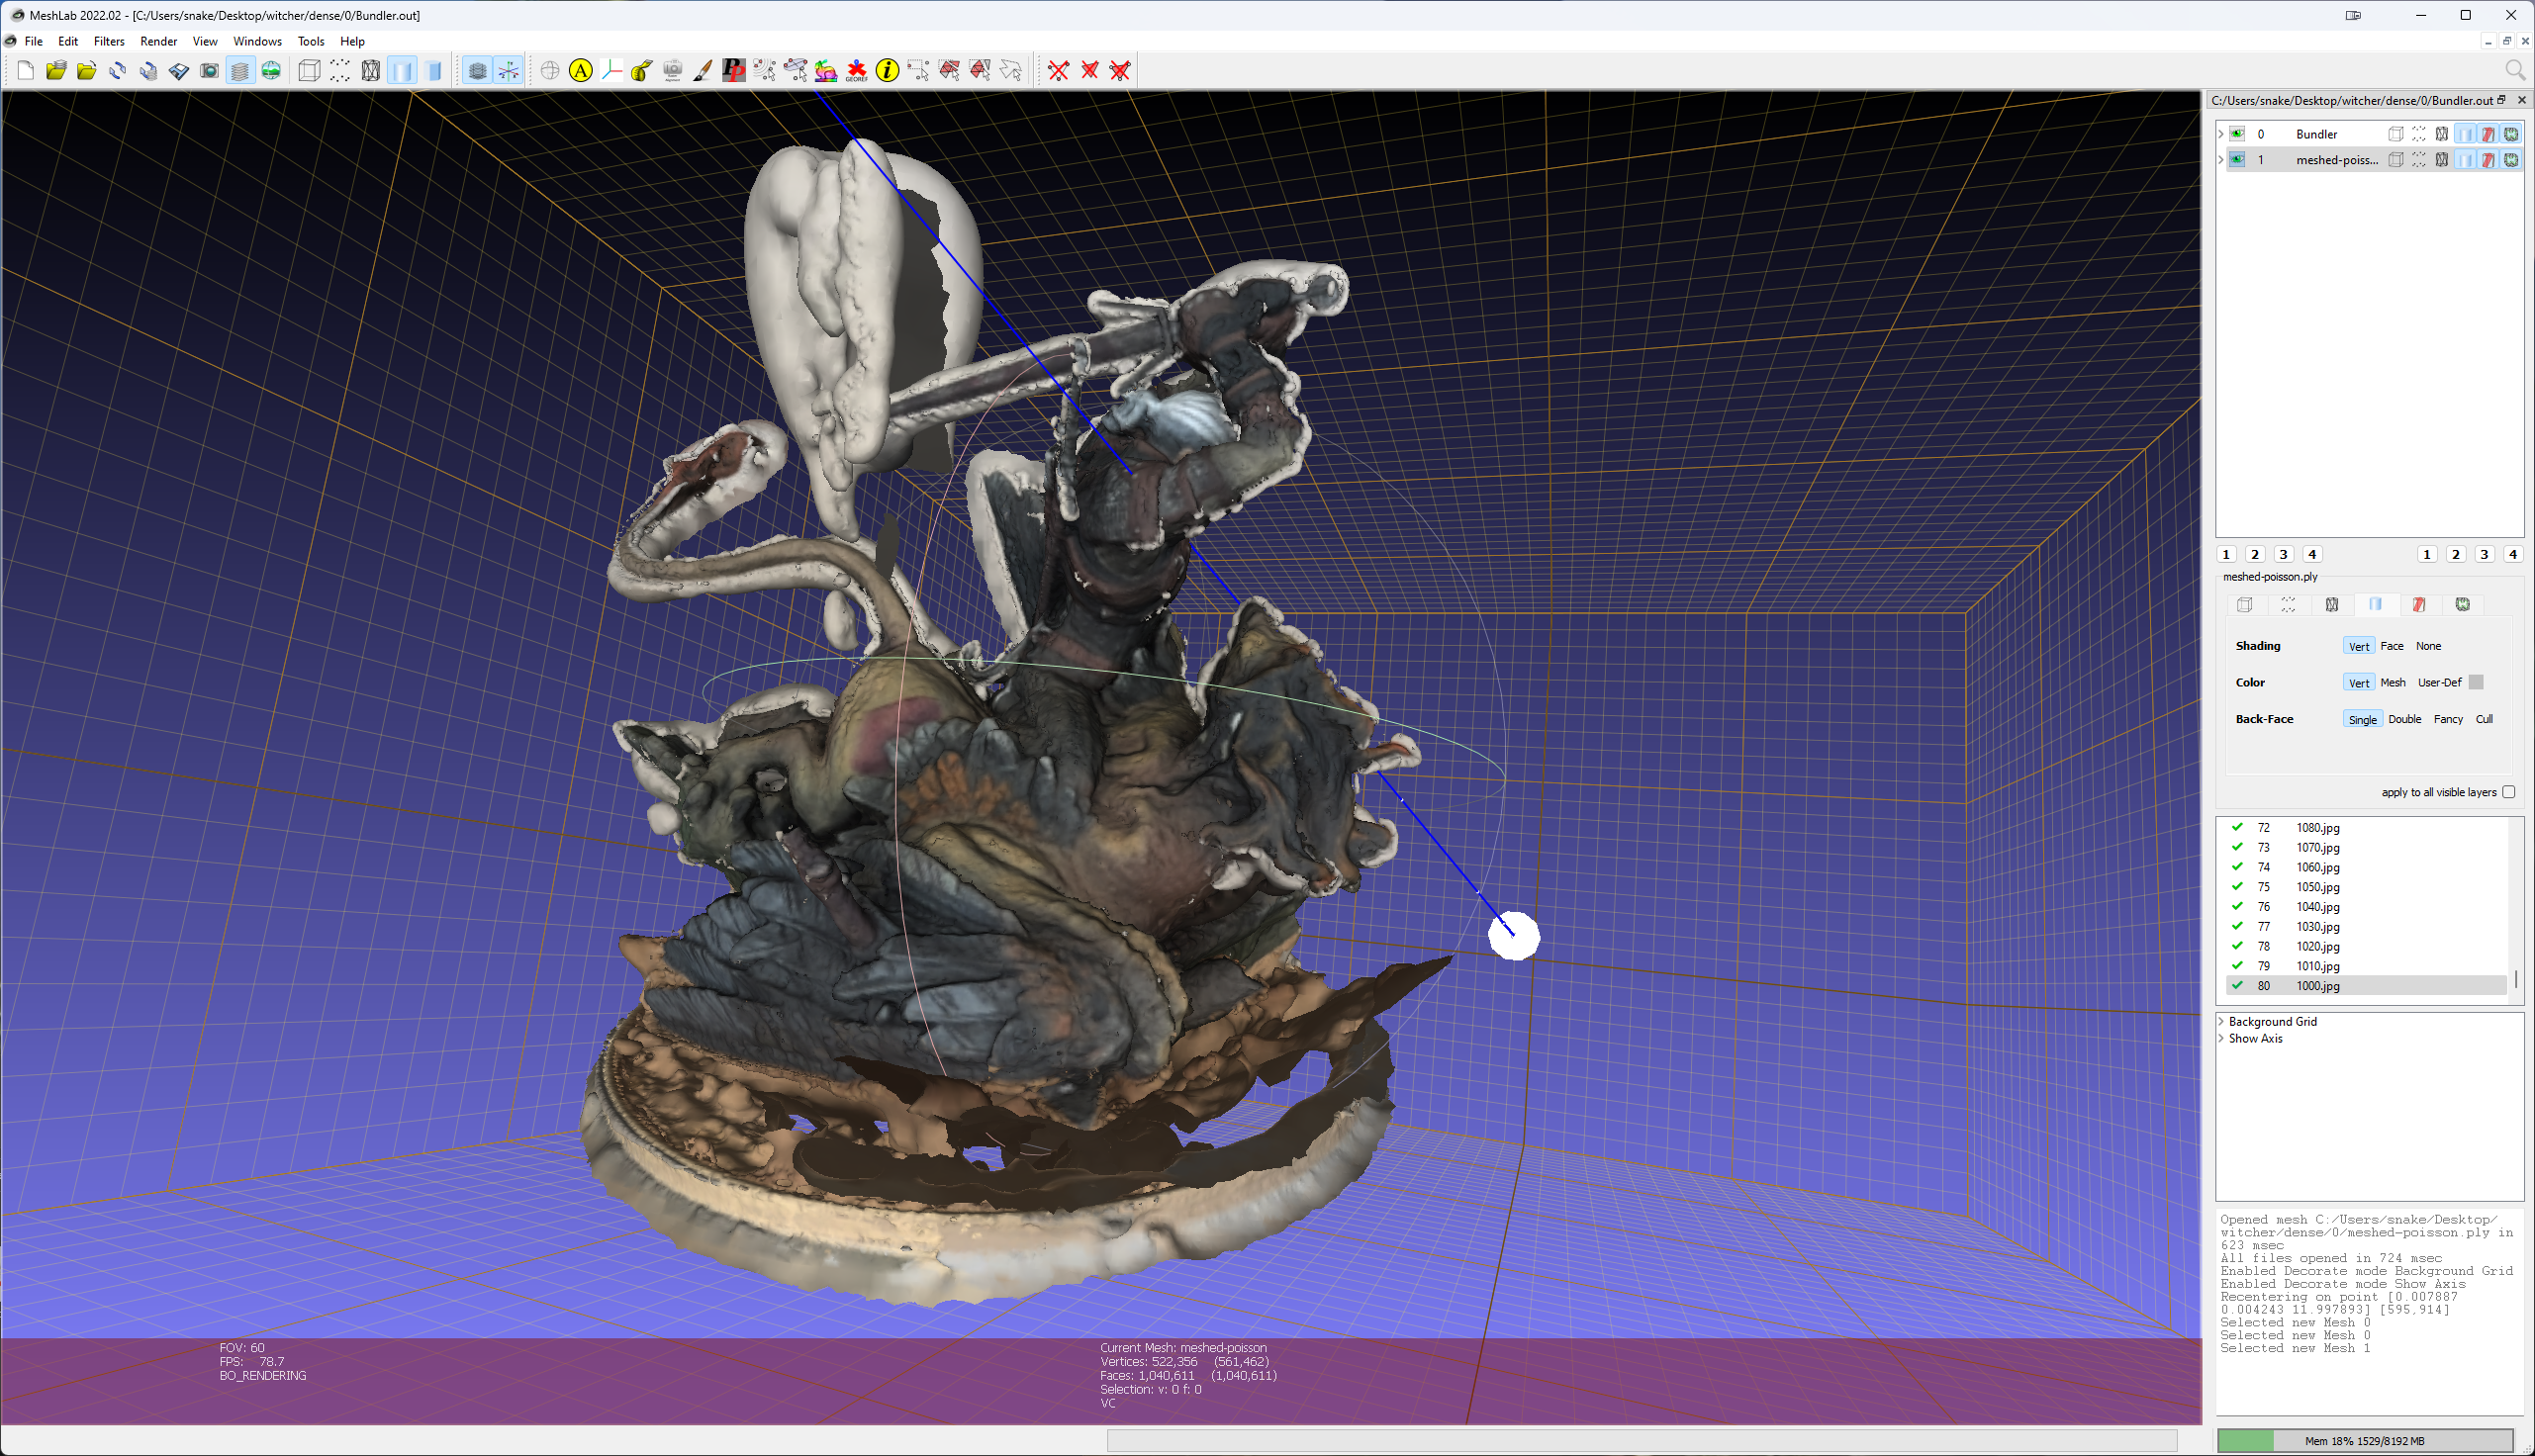 MeshLab 2022.02 - [C:/Users/snake/Desktop/witcher/dense/0/Bundler.out]
File Edit Filters Render View Windows Tools Help
A PP GEOREF i
C:/Users/snake/Desktop/witcher/dense/0/Bundler.out
0 Bundler
1 meshed-poiss...
1 2 3 4 1 2 3 4
meshed-poisson.ply
Shading Vert Face None
Color Vert Mesh User-Def
Back-Face Single Double Fancy Cull
apply to all visible layers
72 1080.jpg
73 1070.jpg
74 1060.jpg
75 1050.jpg
76 1040.jpg
77 1030.jpg
78 1020.jpg
79 1010.jpg
80 1000.jpg
Background Grid
Show Axis
Opened mesh C:/Users/snake/Desktop/
witcher/dense/0/meshed-poisson.ply in
623 msec
All files opened in 724 msec
Enabled Decorate mode Background Grid
Enabled Decorate mode Show Axis
Recentering on point [0.007887
0.004243 11.997893] [595,914]
Selected new Mesh 0
Selected new Mesh 0
Selected new Mesh 1
FOV: 60
FPS: 78.7
BO_RENDERING
Current Mesh: meshed-poisson
Vertices: 522,356 (561,462)
Faces: 1,040,611 (1,040,611)
Selection: v: 0 f: 0
VC
Mem 18% 1529/8192 MB